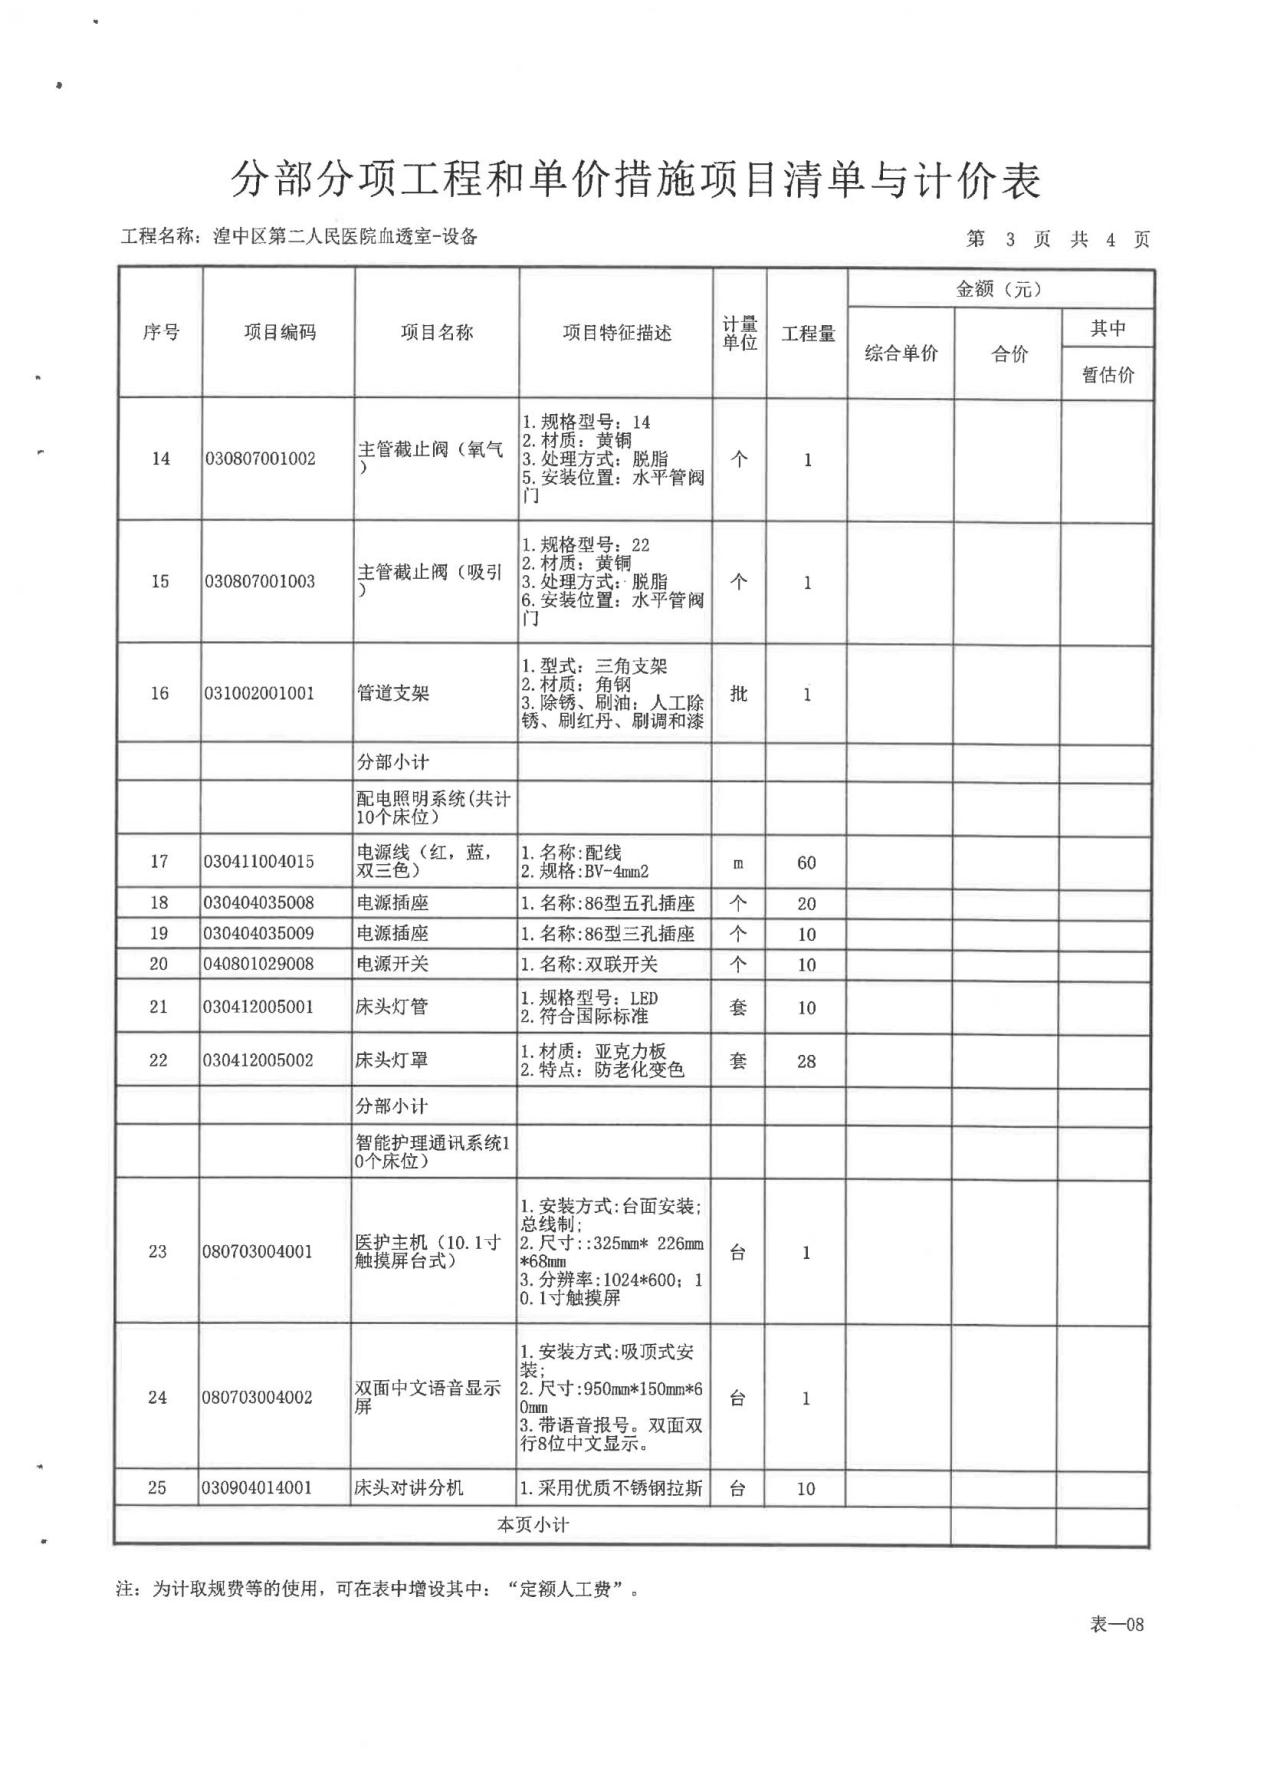 分部分项工程和单价措施项目清单与计价表
工程名称：湟中区第二人民医院血透室-设备
第 3 页 共 4 页
序号 项目编码 项目名称 项目特征描述 计量单位 工程量 金额（元）
综合单价 合价 其中
暂估价
14 030807001002 主管截止阀（氧气） 个 1
1.规格型号：14
2.材质：黄铜
3.处理方式：脱脂
5.安装位置：水平管阀
门
15 030807001003 主管截止阀（吸引） 个 1
1.规格型号：22
2.材质：黄铜
3.处理方式：脱脂
6.安装位置：水平管阀
门
16 031002001001 管道支架 批 1
1.型式：三角支架
2.材质：角钢
3.除锈、刷油：人工除
锈、刷红丹、刷调和漆
分部小计
配电照明系统(共计
10个床位）
17 030411004015 电源线（红，蓝，双三色） m 60
1.名称:配线
2.规格:BV-4mm2
18 030404035008 电源插座 1.名称:86型五孔插座 个 20
19 030404035009 电源插座 1.名称:86型三孔插座 个 10
20 040801029008 电源开关 1.名称:双联开关 个 10
21 030412005001 床头灯管 套 10
1.规格型号：LED
2.符合国际标准
22 030412005002 床头灯罩 套 28
1.材质：亚克力板
2.特点：防老化变色
分部小计
智能护理通讯系统1
0个床位）
23 080703004001 医护主机（10.1寸触摸屏台式） 台 1
1.安装方式:台面安装;
总线制;
2.尺寸::325mm* 226mm
*68mm
3.分辨率:1024*600；1
0.1寸触摸屏
24 080703004002 双面中文语音显示屏 台 1
1.安装方式:吸顶式安
装;
2.尺寸:950mm*150mm*6
0mm
3.带语音报号。双面双
行8位中文显示。
25 030904014001 床头对讲分机 1.采用优质不锈钢拉斯 台 10
本页小计
注：为计取规费等的使用，可在表中增设其中：“定额人工费”。
表—08